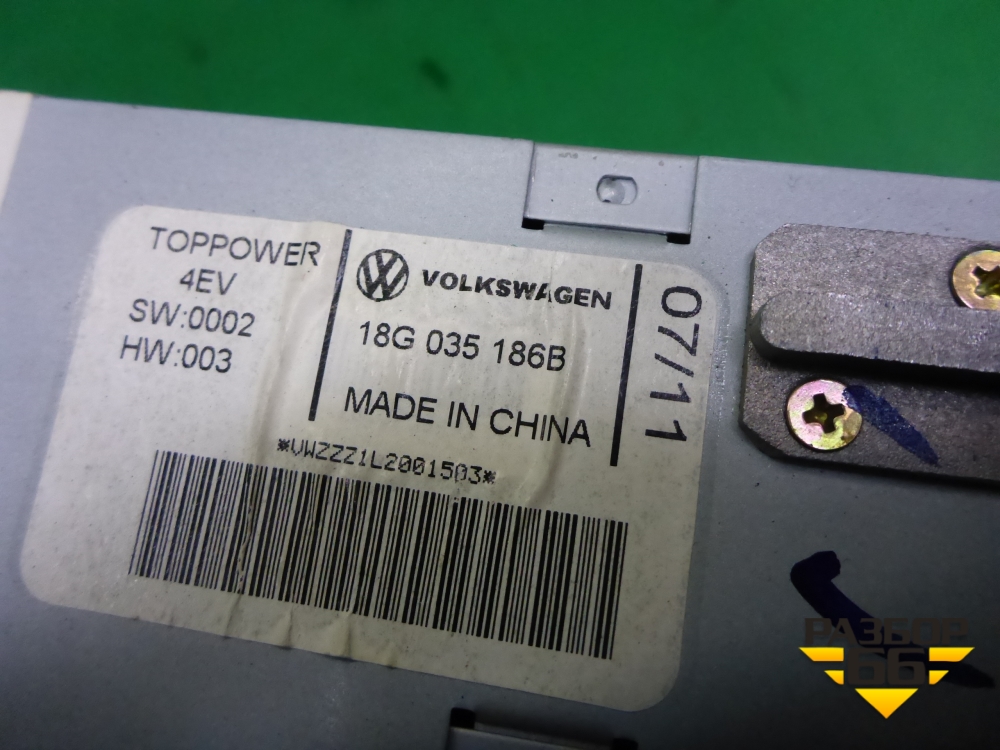 TOPPOWER
4EV
SW:0002
HW:003
VOLKSWAGEN
18G 035 186B
MADE IN CHINA
07/11
*VWZZZ1L2001503*
РАЗБОР
66